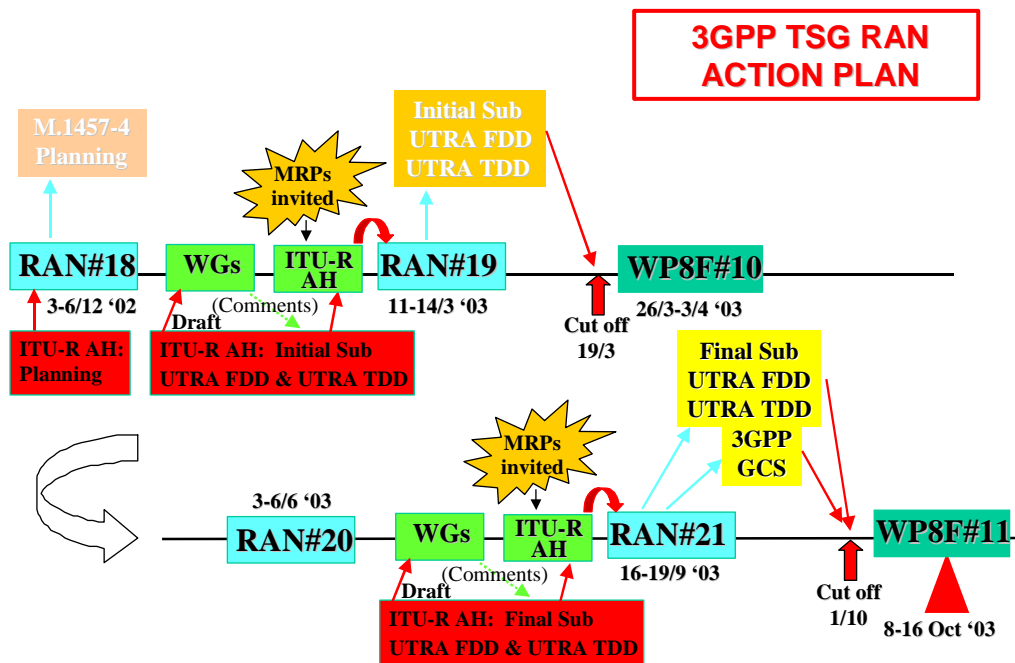 3GPP TSG RAN
ACTION PLAN
M.1457-4
Planning
MRPs
invited
Initial Sub
UTRA FDD
UTRA TDD
RAN#18
WGs
ITU-R
AH
RAN#19
WP8F#10
3-6/12 ‘02
(Comments)
11-14/3 ‘03
26/3-3/4 ‘03
Draft
Cut off
19/3
ITU-R AH:
Planning
ITU-R AH: Initial Sub
UTRA FDD & UTRA TDD
Final Sub
UTRA FDD
UTRA TDD
3GPP
GCS
MRPs
invited
3-6/6 ‘03
RAN#20
WGs
ITU-R
AH
RAN#21
WP8F#11
(Comments)
16-19/9 ‘03
Draft
Cut off
1/10
8-16 Oct ‘03
ITU-R AH: Final Sub
UTRA FDD & UTRA TDD